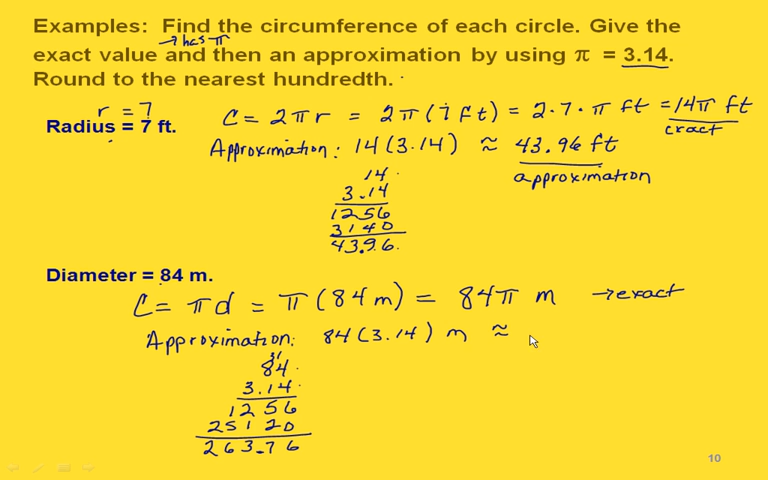 Examples: Find the circumference of each circle. Give the
exact value and then an approximation by using π = 3.14.
→ has π
Round to the nearest hundredth.
r = 7
Radius = 7 ft.
C = 2πr = 2π(7 ft) = 2·7·π ft = 14π ft
exact
Approximation: 14(3.14) ≈ 43.96 ft
approximation
14.
3.14
1256
3140
43.96.
Diameter = 84 m.
C = πd = π(84 m) = 84π m → exact
Approximation: 84(3.14) m ≈
31
84.
3.14
1256
25120
263.76
10